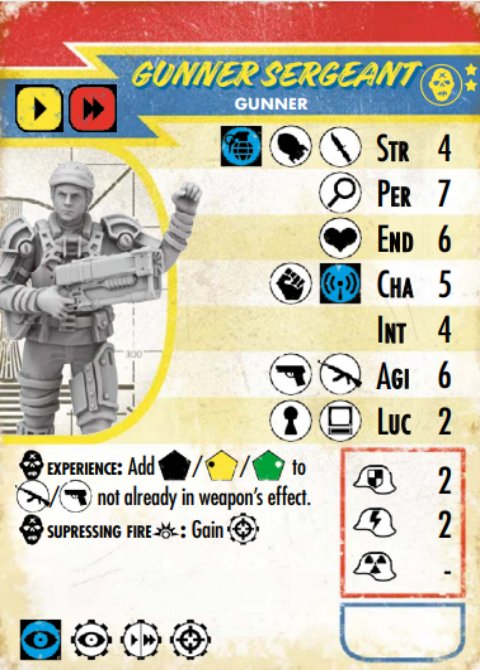 GUNNER SERGEANT
GUNNER
STR 4
PER 7
END 6
CHA 5
INT 4
AGI 6
LUC 2
300
EXPERIENCE: Add / / to
/ not already in weapon's effect.
SUPRESSING FIRE : Gain
2
2
-